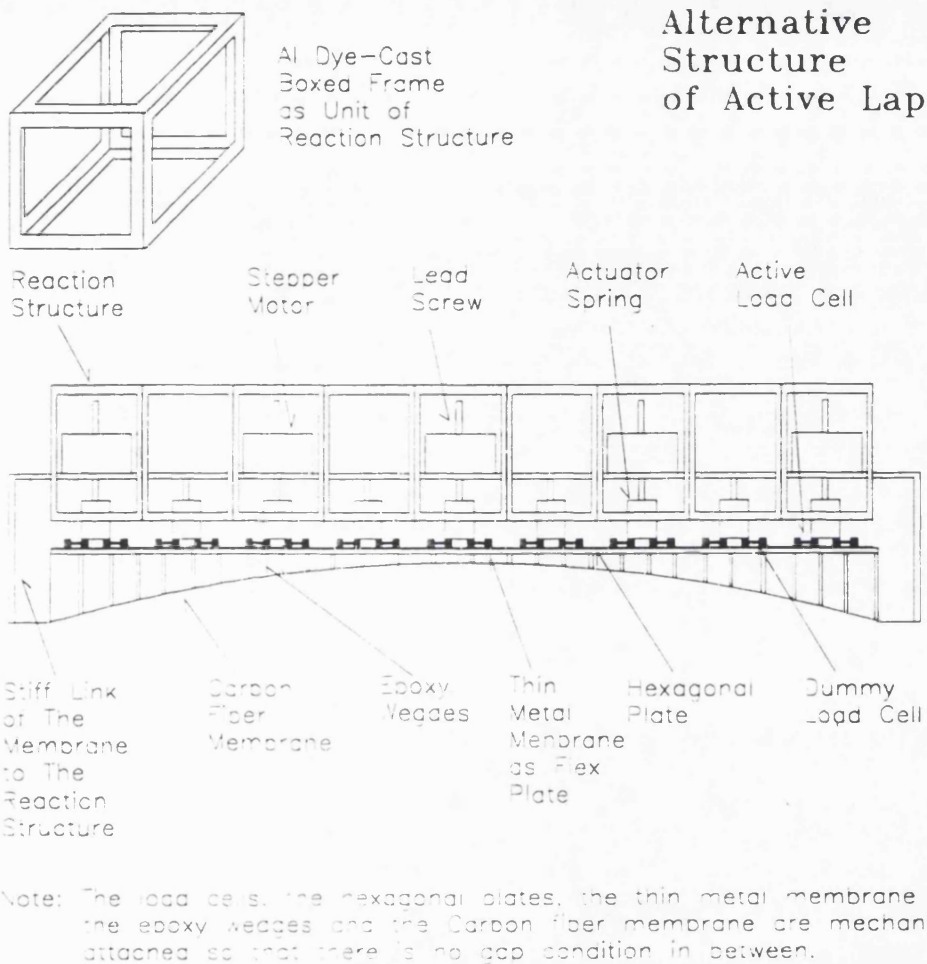 Alternative
Structure
of Active Lap
Al Dye-Cast
Boxed Frame
as Unit of
Reaction Structure
Reaction
Structure
Stepper
Motor
Lead
Screw
Actuator
Spring
Active
Load Cell
Stiff Link
of The
Membrane
to The
Reaction
Structure
Carbon
Fiber
Membrane
Epoxy
Wegdes
Thin
Metal
Menbrane
as Flex
Plate
Hexagonal
Plate
Dummy
Load Cell
Note: The load cells, the hexagonal plates, the thin metal membrane
the epoxy wedges and the Carbon fiber membrane are mechan
attached so that there is no gap condition in between.